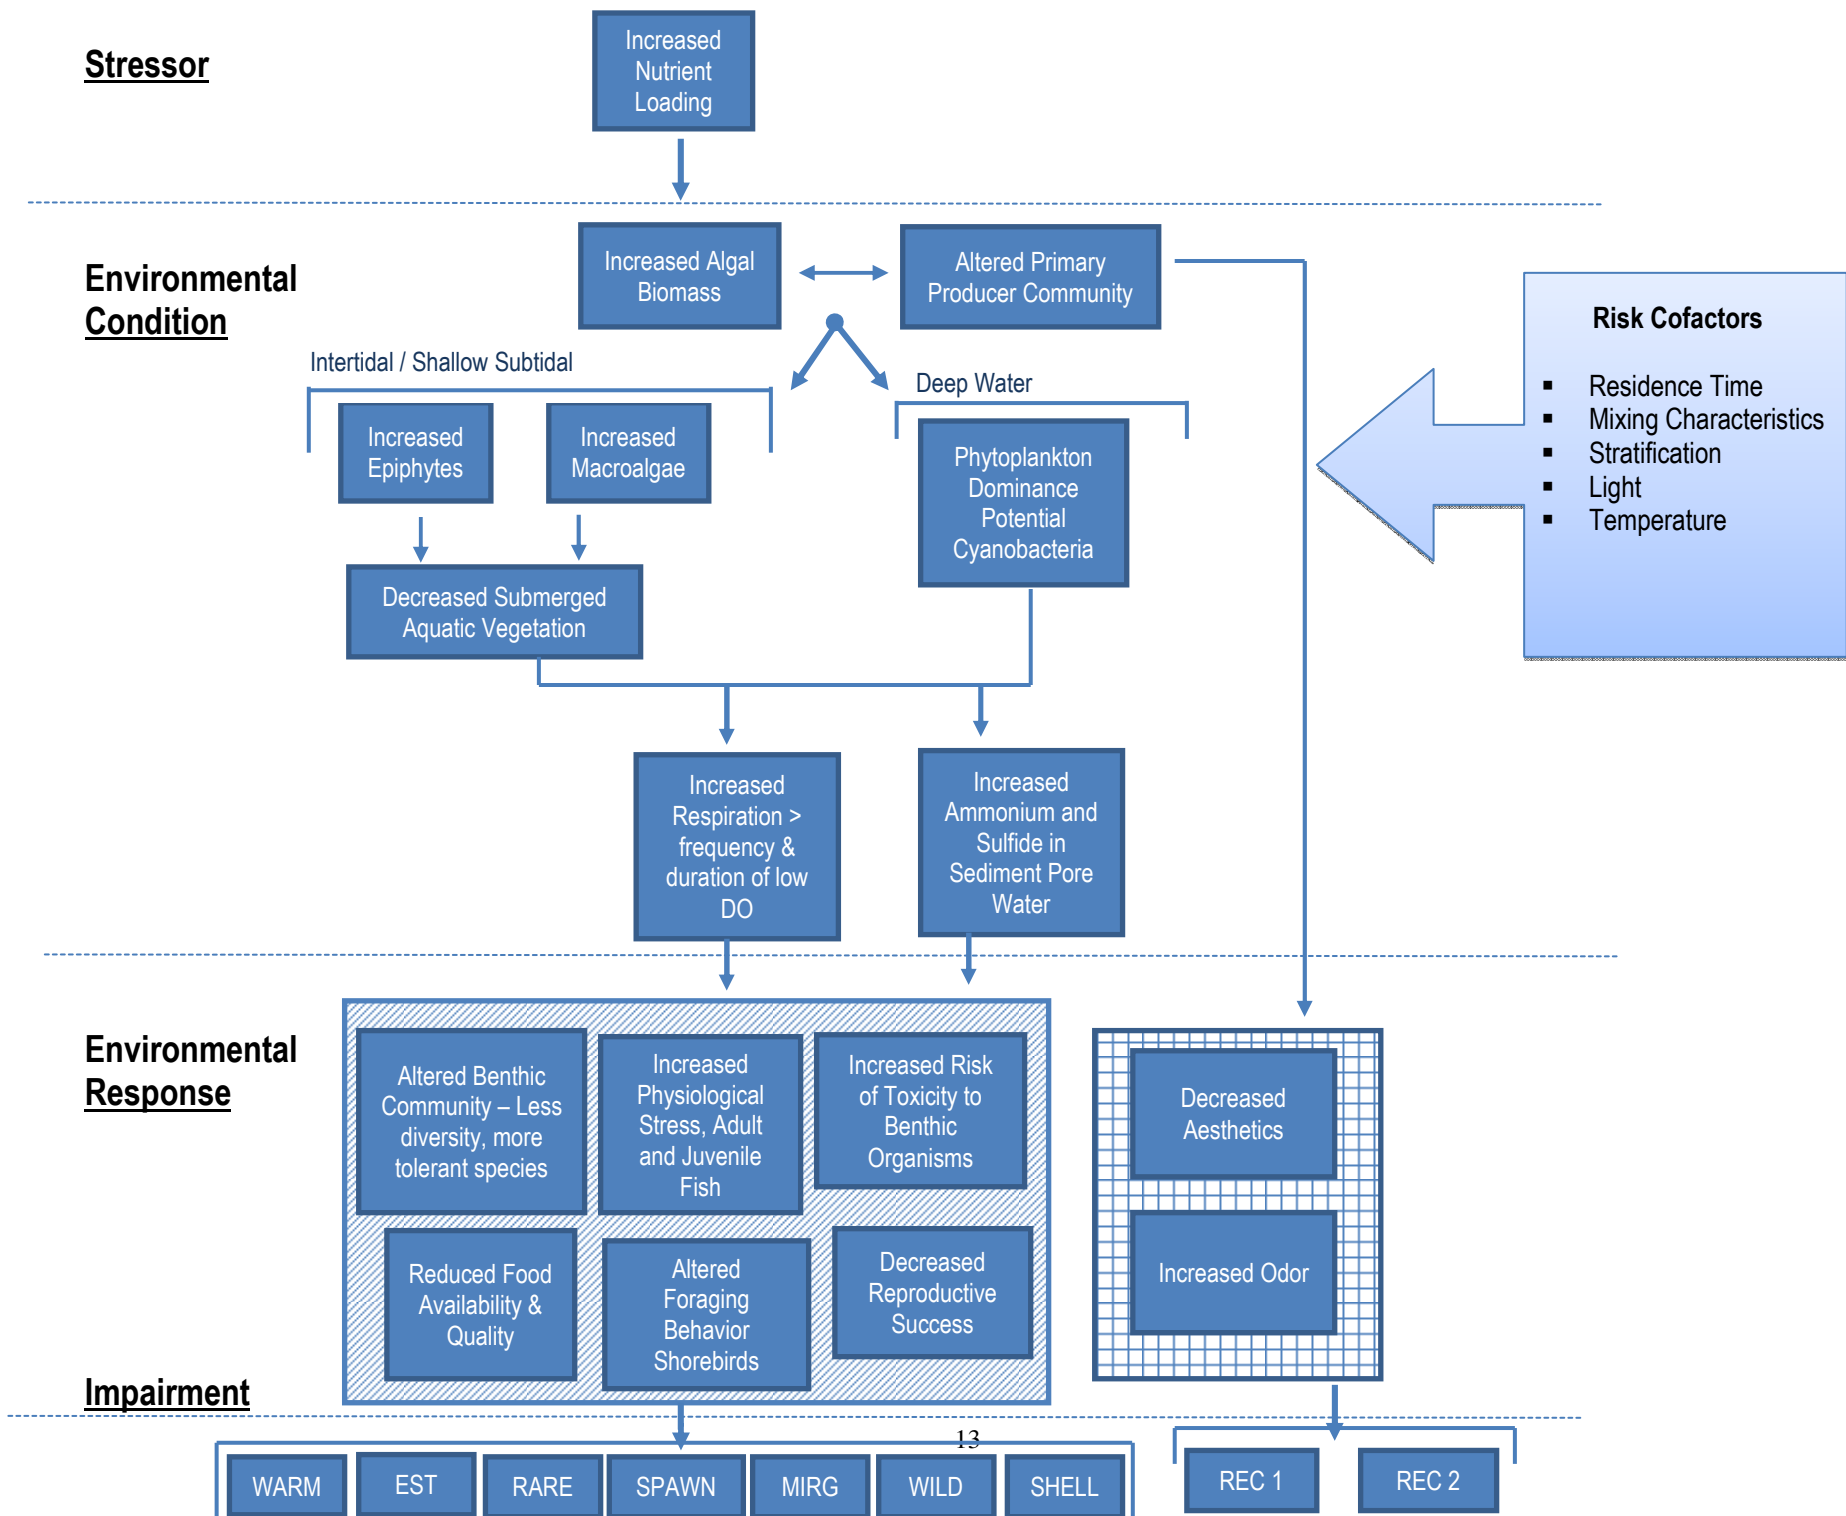 Stressor
Increased
Nutrient
Loading
Environmental
Condition
Increased Algal
Biomass
Altered Primary
Producer Community
Risk Cofactors
▪ Residence Time
▪ Mixing Characteristics
▪ Stratification
▪ Light
▪ Temperature
Intertidal / Shallow Subtidal
Deep Water
Increased
Epiphytes
Increased
Macroalgae
Phytoplankton
Dominance
Potential
Cyanobacteria
Decreased Submerged
Aquatic Vegetation
Increased
Respiration >
frequency &
duration of low
DO
Increased
Ammonium and
Sulfide in
Sediment Pore
Water
Environmental
Response
Altered Benthic
Community – Less
diversity, more
tolerant species
Increased
Physiological
Stress, Adult
and Juvenile
Fish
Increased Risk
of Toxicity to
Benthic
Organisms
Decreased
Aesthetics
Reduced Food
Availability &
Quality
Altered
Foraging
Behavior
Shorebirds
Decreased
Reproductive
Success
Increased Odor
Impairment
13
WARM
EST
RARE
SPAWN
MIRG
WILD
SHELL
REC 1
REC 2